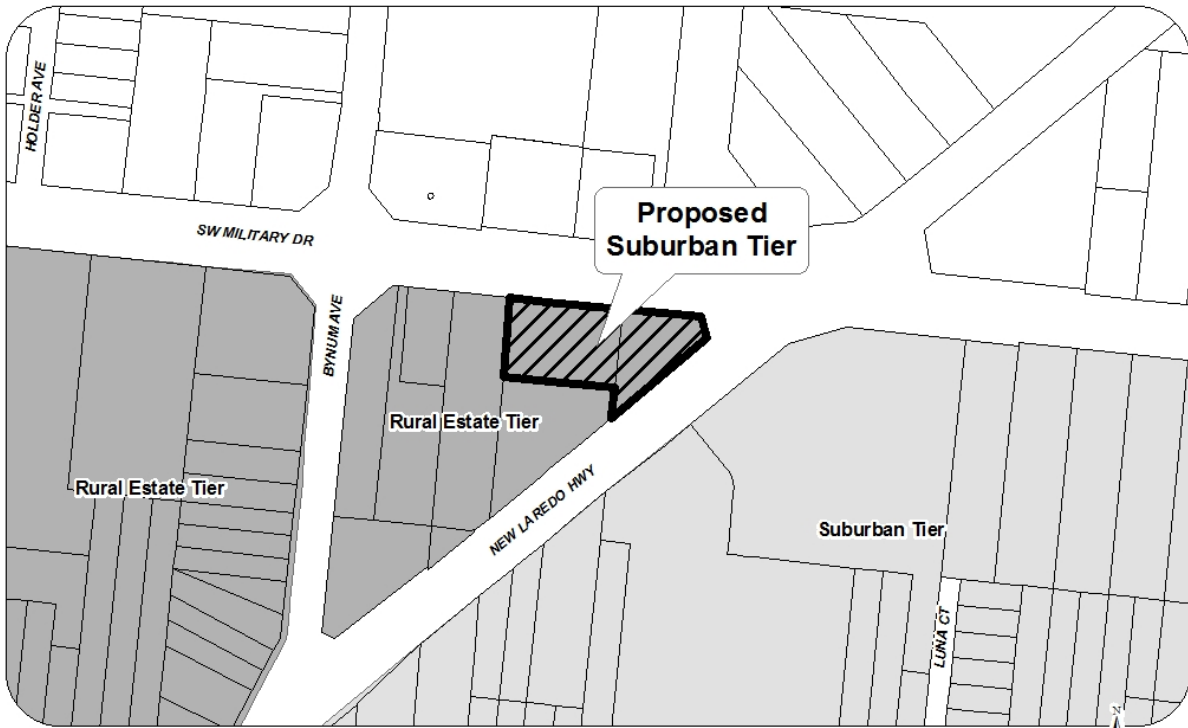 HOLDER AVE
Proposed
Suburban Tier
SW MILITARY DR
BYNUM AVE
Rural Estate Tier
Rural Estate Tier
NEW LAREDO HWY
Suburban Tier
LUNA CT
N